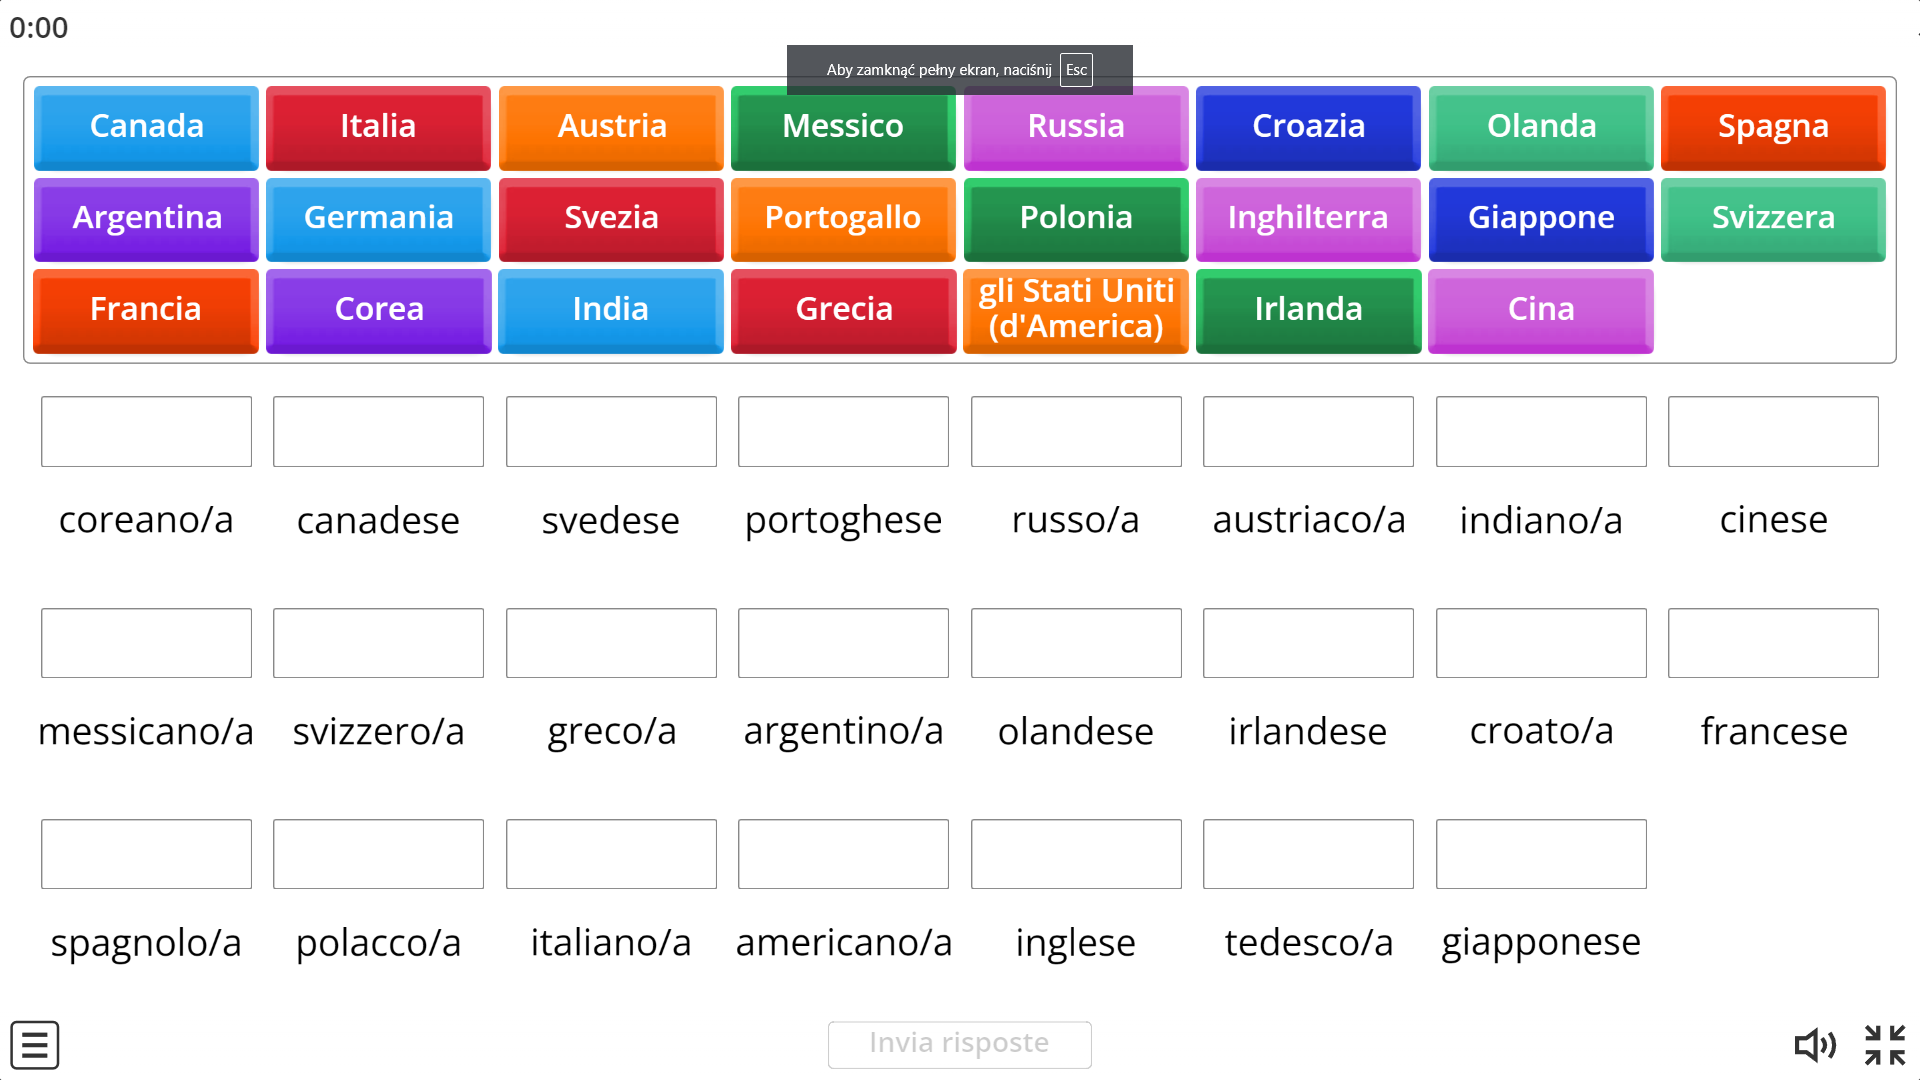 0:00
Aby zamknąć pełny ekran, naciśnij Esc
Canada Italia Austria Messico Russia Croazia Olanda Spagna
Argentina Germania Svezia Portogallo Polonia Inghilterra Giappone Svizzera
Francia Corea India Grecia gli Stati Uniti (d'America) Irlanda Cina
coreano/a canadese svedese portoghese russo/a austriaco/a indiano/a cinese
messicano/a svizzero/a greco/a argentino/a olandese irlandese croato/a francese
spagnolo/a polacco/a italiano/a americano/a inglese tedesco/a giapponese
Invia risposte